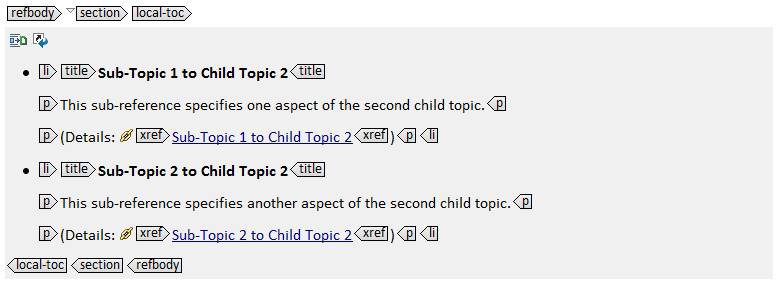 refbody section local-toc
li title Sub-Topic 1 to Child Topic 2 title
p This sub-reference specifies one aspect of the second child topic. p
p (Details: xref Sub-Topic 1 to Child Topic 2 xref ) p li
li title Sub-Topic 2 to Child Topic 2 title
p This sub-reference specifies another aspect of the second child topic. p
p (Details: xref Sub-Topic 2 to Child Topic 2 xref ) p li
local-toc section refbody